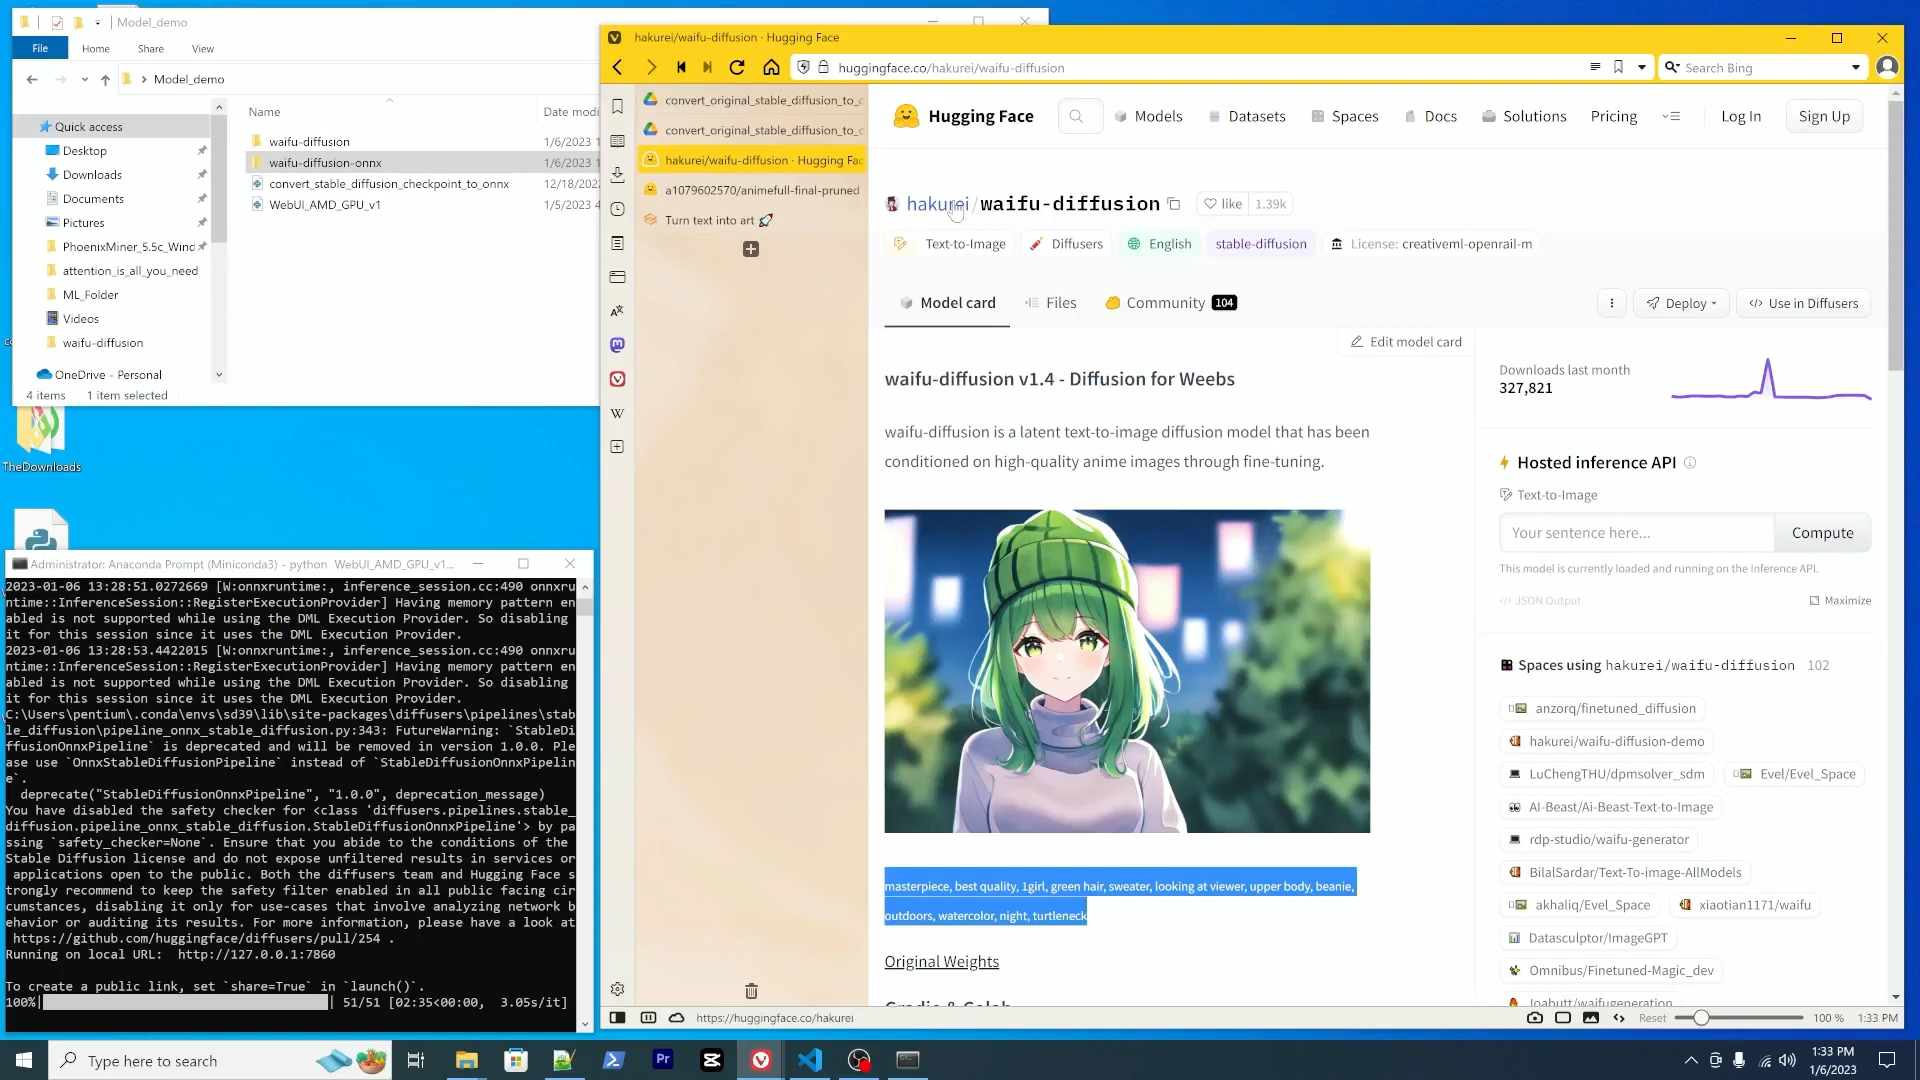 Model_demo
File
Home
Share
View
Model_demo
Quick access
Desktop
Downloads
Documents
Pictures
PhoenixMiner_5.5c_Wind
attention_is_all_you_need
ML_Folder
Videos
waifu-diffusion
OneDrive - Personal
Name
Date modi
waifu-diffusion
1/6/2023 1
waifu-diffusion-onnx
1/6/2023 1
convert_stable_diffusion_checkpoint_to_onnx
12/18/202
WebUI_AMD_GPU_v1
1/5/2023 4
4 items
1 item selected
TheDownloads
Administrator: Anaconda Prompt (Miniconda3) - python  WebUI_AMD_GPU_v1...
2023-01-06 13:28:51.0272669 [W:onnxruntime:, inference_session.cc:490 onnxru
ntime::InferenceSession::RegisterExecutionProvider] Having memory pattern en
abled is not supported while using the DML Execution Provider. So disabling
it for this session since it uses the DML Execution Provider.
2023-01-06 13:28:53.4422015 [W:onnxruntime:, inference_session.cc:490 onnxru
ntime::InferenceSession::RegisterExecutionProvider] Having memory pattern en
abled is not supported while using the DML Execution Provider. So disabling
it for this session since it uses the DML Execution Provider.
C:\Users\pentium\.conda\envs\sd39\lib\site-packages\diffusers\pipelines\stab
le_diffusion\pipeline_onnx_stable_diffusion.py:343: FutureWarning: `StableDi
ffusionOnnxPipeline` is deprecated and will be removed in version 1.0.0. Ple
ase use `OnnxStableDiffusionPipeline` instead of `StableDiffusionOnnxPipelin
e`.
deprecate("StableDiffusionOnnxPipeline", "1.0.0", deprecation_message)
You have disabled the safety checker for <class 'diffusers.pipelines.stable_
diffusion.pipeline_onnx_stable_diffusion.StableDiffusionOnnxPipeline'> by pa
ssing `safety_checker=None`. Ensure that you abide to the conditions of the
Stable Diffusion license and do not expose unfiltered results in services or
applications open to the public. Both the diffusers team and Hugging Face s
trongly recommend to keep the safety filter enabled in all public facing cir
cumstances, disabling it only for use-cases that involve analyzing network b
ehavior or auditing its results. For more information, please have a look at
https://github.com/huggingface/diffusers/pull/254 .
Running on local URL:  http://127.0.0.1:7860
To create a public link, set `share=True` in `launch()`.
100%| | 51/51 [02:35<00:00,  3.05s/it]
hakurei/waifu-diffusion · Hugging Face
huggingface.co/hakurei/waifu-diffusion
Search Bing
convert_original_stable_diffusion_to_c
convert_original_stable_diffusion_to_c
hakurei/waifu-diffusion · Hugging Fac
a1079602570/animefull-final-pruned
Turn text into art 🚀
Hugging Face
Models
Datasets
Spaces
Docs
Solutions
Pricing
Log In
Sign Up
hakurei/waifu-diffusion
like 1.39k
Text-to-Image
Diffusers
English
stable-diffusion
License: creativeml-openrail-m
Model card
Files
Community 104
Deploy
Use in Diffusers
Edit model card
waifu-diffusion v1.4 - Diffusion for Weebs
waifu-diffusion is a latent text-to-image diffusion model that has been
conditioned on high-quality anime images through fine-tuning.
masterpiece, best quality, 1girl, green hair, sweater, looking at viewer, upper body, beanie,
outdoors, watercolor, night, turtleneck
Original Weights
Gradio & Colab
Downloads last month
327,821
Hosted inference API
Text-to-Image
Your sentence here...
Compute
This model is currently loaded and running on the Inference API.
JSON Output
Maximize
Spaces using hakurei/waifu-diffusion 102
anzorq/finetuned_diffusion
hakurei/waifu-diffusion-demo
LuChengTHU/dpmsolver_sdm
Evel/Evel_Space
AI-Beast/Ai-Beast-Text-to-Image
rdp-studio/waifu-generator
BilalSardar/Text-To-image-AllModels
akhaliq/Evel_Space
xiaotian1171/waifu
Datasculptor/ImageGPT
Omnibus/Finetuned-Magic_dev
Joabutt/waifugeneration
https://huggingface.co/hakurei
Reset
100 %
1:33 PM
Type here to search
1:33 PM
1/6/2023